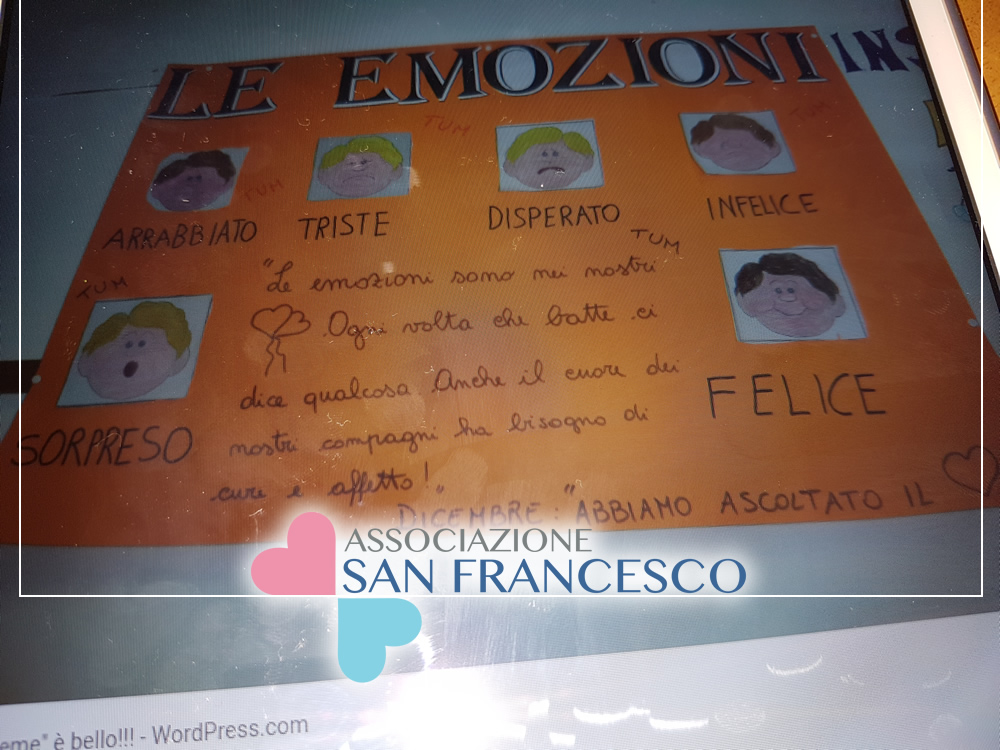 LE EMOZIONI
INS
TUM
TUM
TUM
ARRABBIATO
TRISTE
DISPERATO
INFELICE
TUM
TUM
"Le emozioni sono nei nostri
Ogni volta che batte ci
dice qualcosa Anche il cuore dei
nostri compagni ha bisogno di
cure e affetto!"
SORPRESO
FELICE
DICEMBRE: "ABBIAMO ASCOLTATO IL
ASSOCIAZIONE
SAN FRANCESCO
eme" è bello!!! - WordPress.com